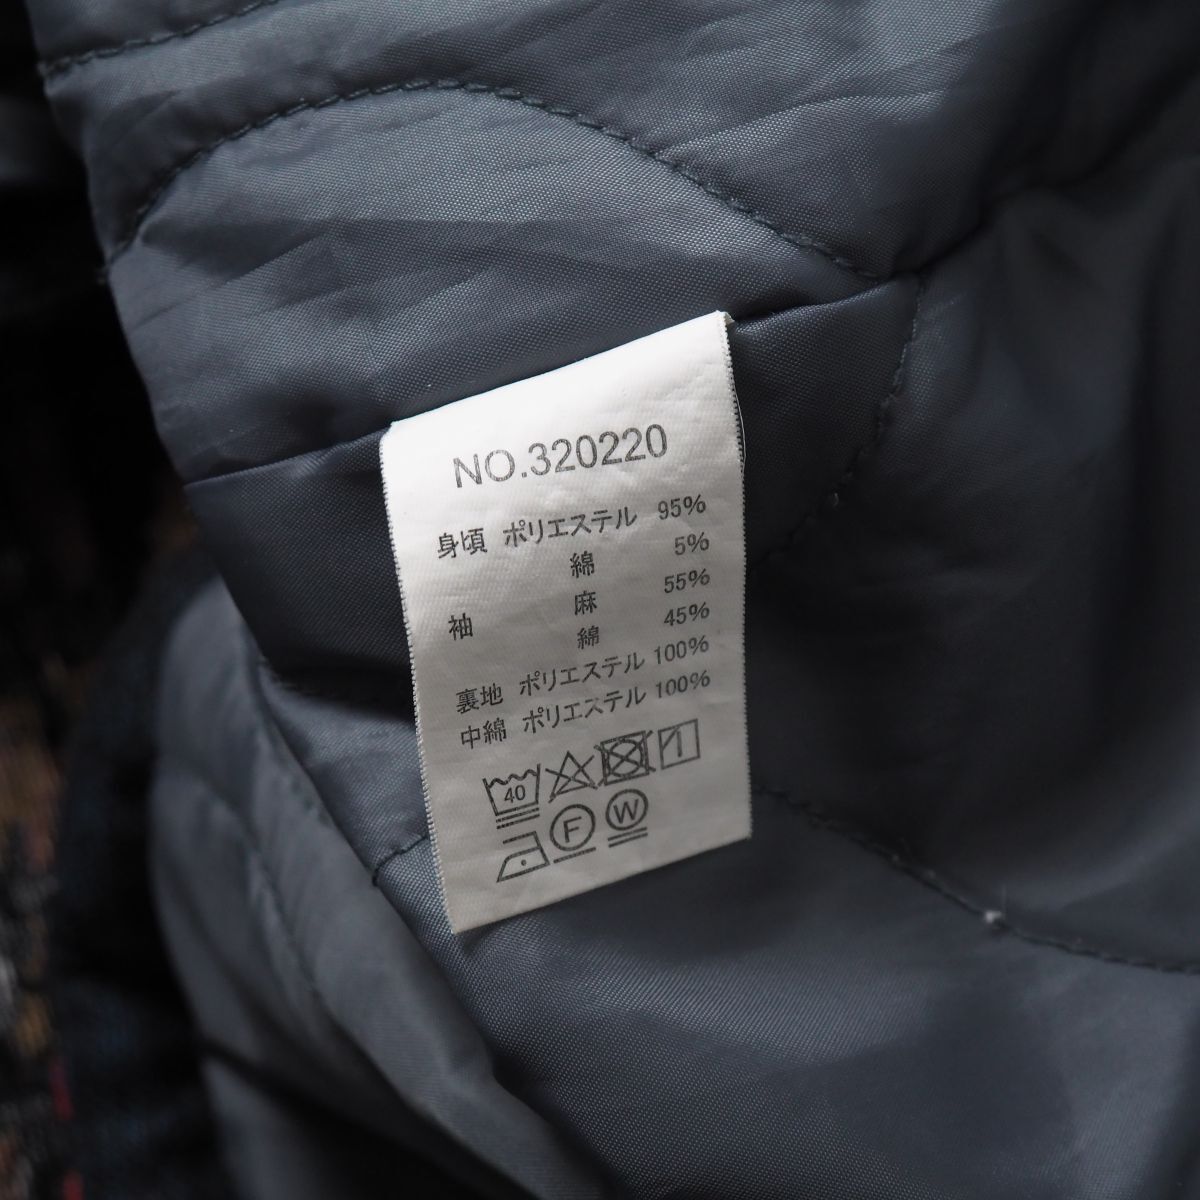 NO.320220
身頃 ポリエステル 95%
綿 5%
袖 麻 55%
綿 45%
裏地 ポリエステル 100%
中綿 ポリエステル 100%
40
F W